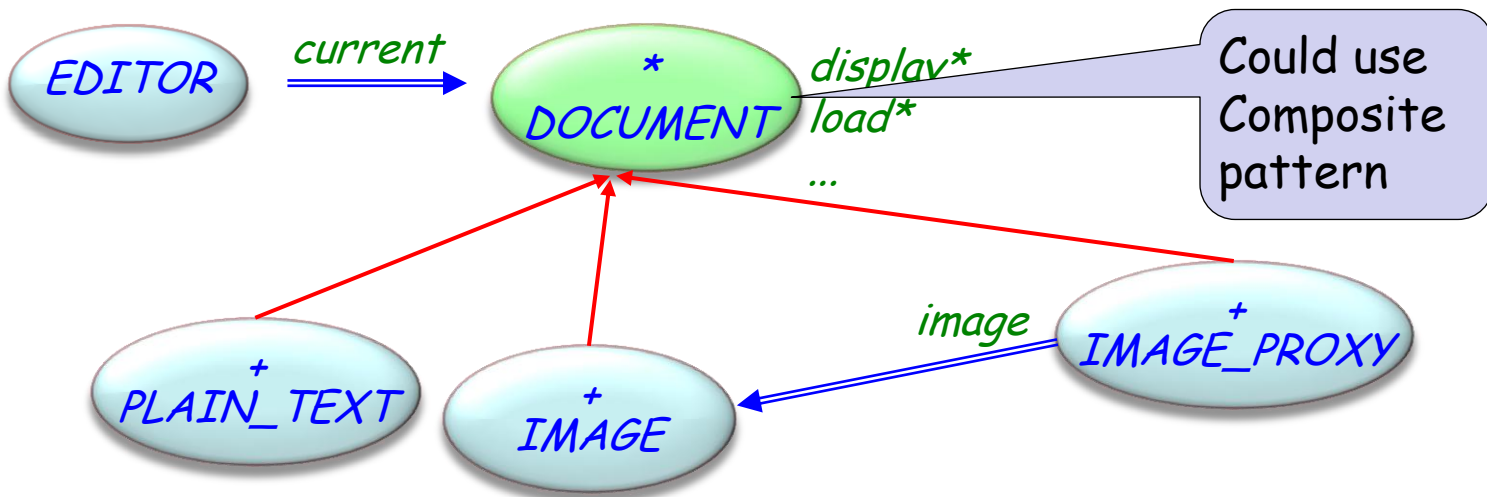 EDITOR
current
*
DOCUMENT
display*
load*
...
Could use
Composite
pattern
+
PLAIN_TEXT
+
IMAGE
image
+
IMAGE_PROXY